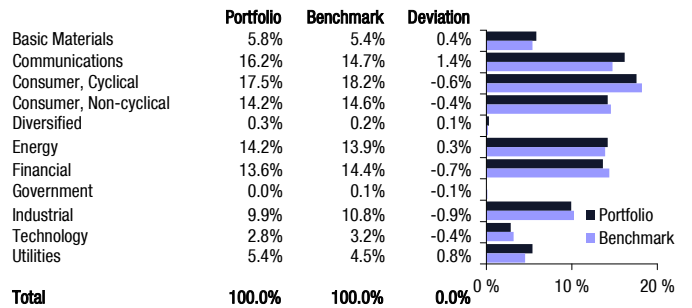 Portfolio Benchmark Deviation
Basic Materials 5.8% 5.4% 0.4%
Communications 16.2% 14.7% 1.4%
Consumer, Cyclical 17.5% 18.2% -0.6%
Consumer, Non-cyclical 14.2% 14.6% -0.4%
Diversified 0.3% 0.2% 0.1%
Energy 14.2% 13.9% 0.3%
Financial 13.6% 14.4% -0.7%
Government 0.0% 0.1% -0.1%
Industrial 9.9% 10.8% -0.9%
Technology 2.8% 3.2% -0.4%
Utilities 5.4% 4.5% 0.8%
Total 100.0% 100.0% 0.0%
Portfolio
Benchmark
0 % 10 % 20 %